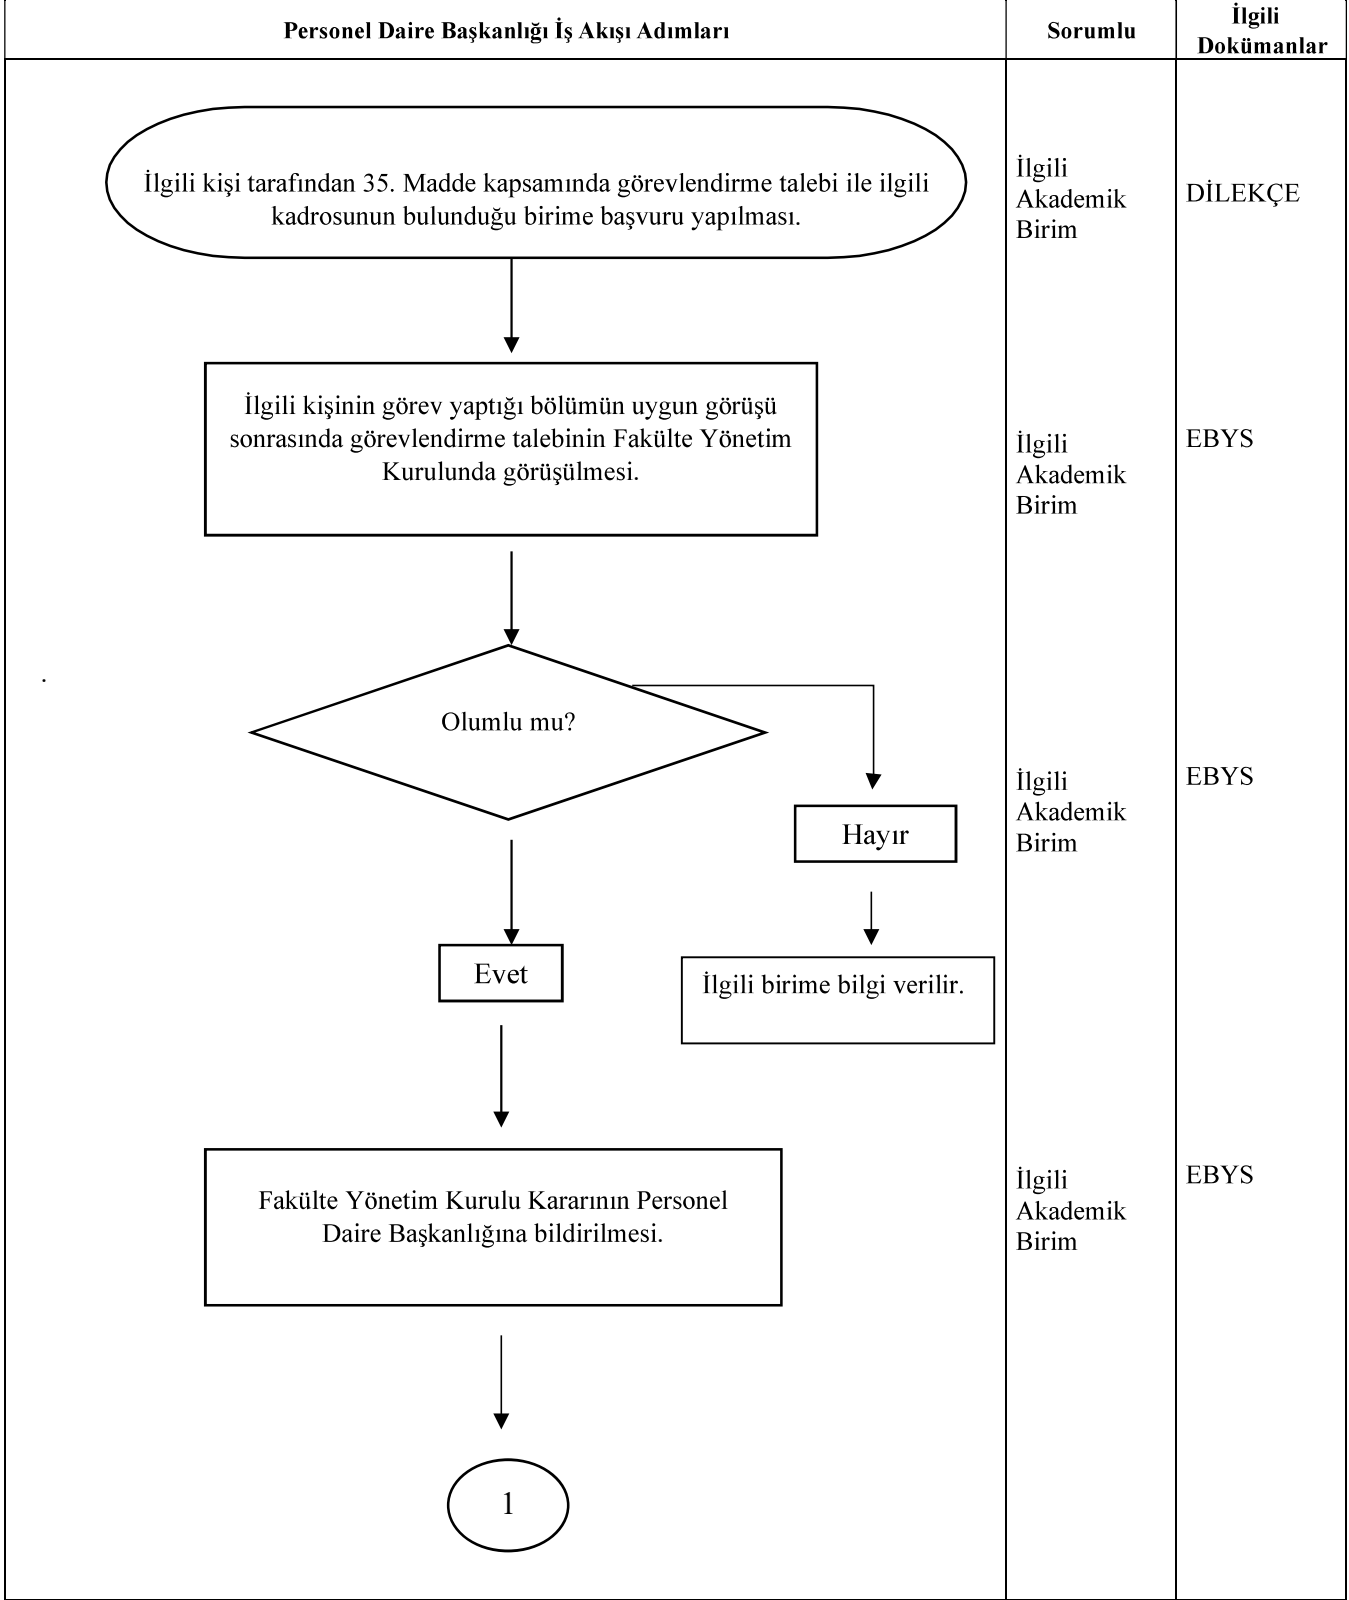 Personel Daire Başkanlığı İş Akışı Adımları
Sorumlu
İlgili
Dokümanlar
İlgili kişi tarafından 35. Madde kapsamında görevlendirme talebi ile ilgili
kadrosunun bulunduğu birime başvuru yapılması.
İlgili
Akademik
Birim
DİLEKÇE
İlgili kişinin görev yaptığı bölümün uygun görüşü
sonrasında görevlendirme talebinin Fakülte Yönetim
Kurulunda görüşülmesi.
İlgili
Akademik
Birim
EBYS
.
Olumlu mu?
İlgili
Akademik
Birim
EBYS
Hayır
Evet
İlgili birime bilgi verilir.
Fakülte Yönetim Kurulu Kararının Personel
Daire Başkanlığına bildirilmesi.
İlgili
Akademik
Birim
EBYS
1